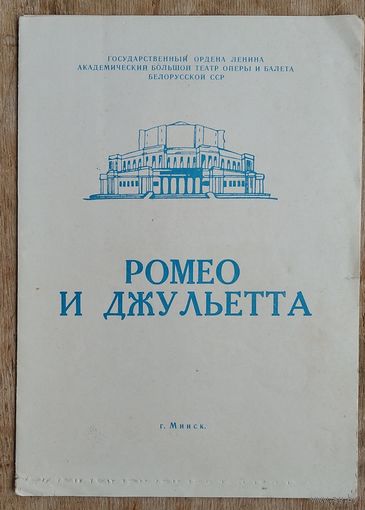 ГОСУДАРСТВЕННЫЙ ОРДЕНА ЛЕНИНА
АКАДЕМИЧЕСКИЙ БОЛЬШОЙ ТЕАТР ОПЕРЫ И БАЛЕТА
БЕЛОРУССКОЙ ССР
РОМЕО
И ДЖУЛЬЕТТА
г. Минск.